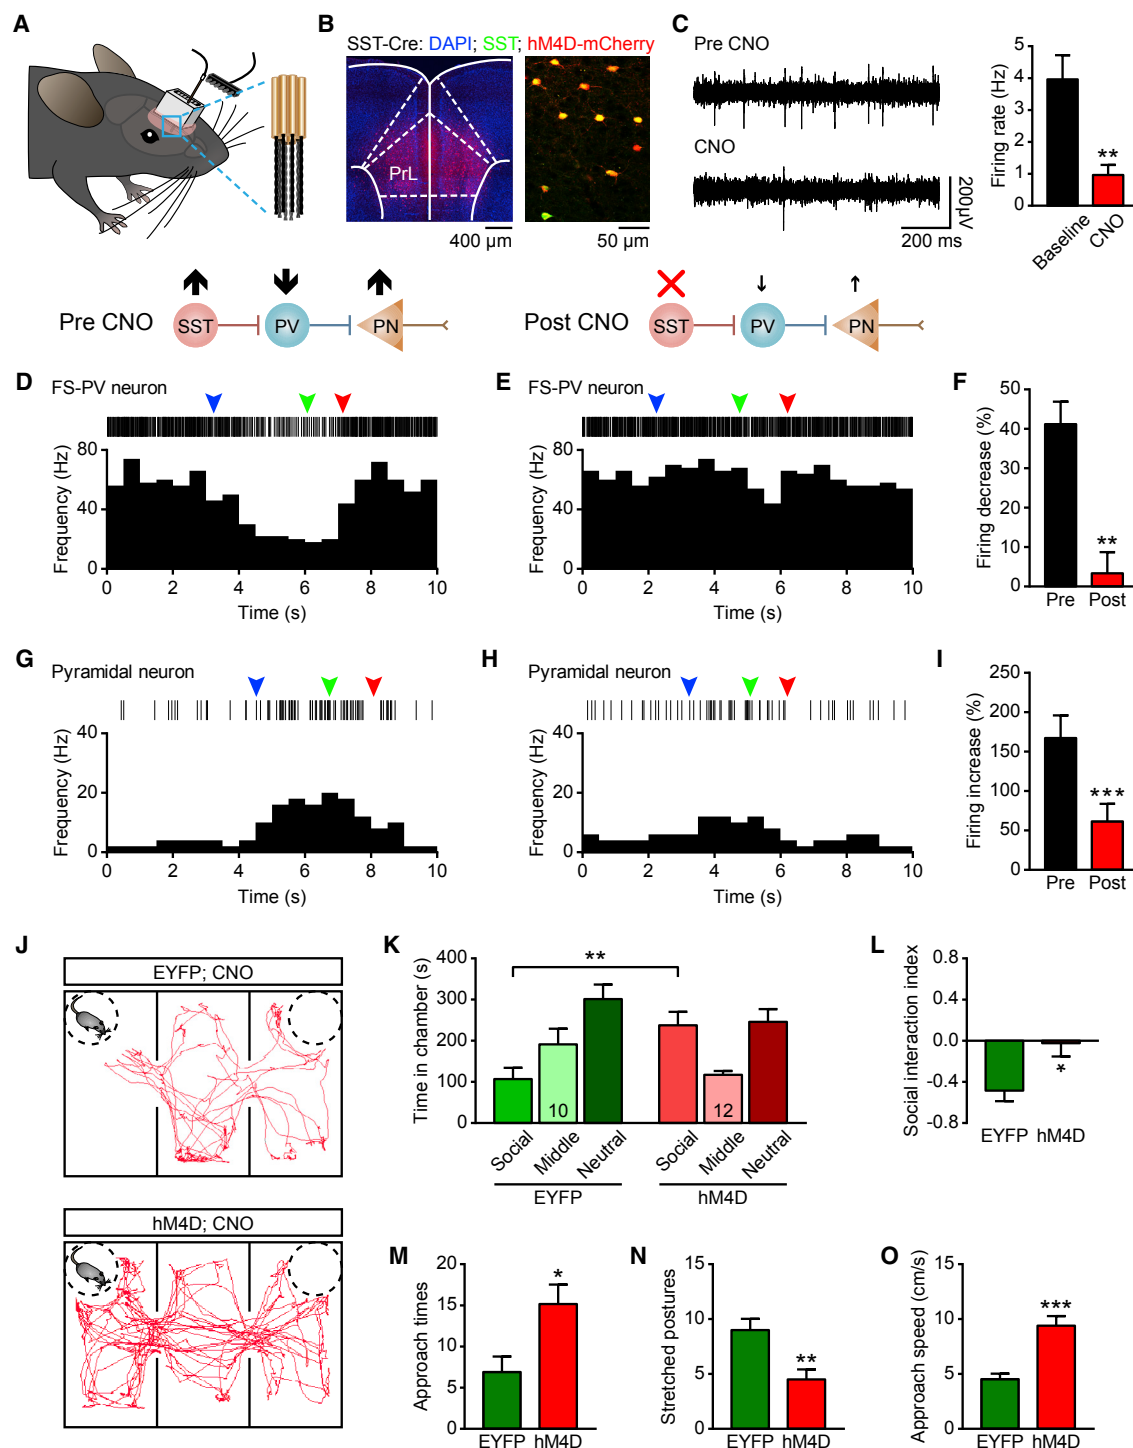 A
B
SST-Cre: DAPI; SST; hM4D-mCherry
PrL
400 µm
50 µm
C
Pre CNO
CNO
200µV
200 ms
Firing rate (Hz)
5
4
3
2
1
0
**
Baseline
CNO
Pre CNO
SST
PV
PN
Post CNO
SST
PV
PN
D
FS-PV neuron
Frequency (Hz)
80
40
0
0 2 4 6 8 10
Time (s)
E
FS-PV neuron
Frequency (Hz)
80
40
0
0 2 4 6 8 10
Time (s)
F
Firing decrease (%)
50
40
30
20
10
0
**
Pre Post
G
Pyramidal neuron
Frequency (Hz)
40
20
0
0 2 4 6 8 10
Time (s)
H
Pyramidal neuron
Frequency (Hz)
40
20
0
0 2 4 6 8 10
Time (s)
I
Firing increase (%)
250
200
150
100
50
0
***
Pre Post
J
EYFP; CNO
hM4D; CNO
K
Time in chamber (s)
400
300
200
100
0
**
10
12
Social Middle Neutral Social Middle Neutral
EYFP hM4D
L
Social interaction index
0.8
0.4
0.0
-0.4
-0.8
*
EYFP hM4D
M
Approach times
20
15
10
5
0
*
EYFP hM4D
N
Stretched postures
15
10
5
0
**
EYFP hM4D
O
Approach speed (cm/s)
15
10
5
0
***
EYFP hM4D